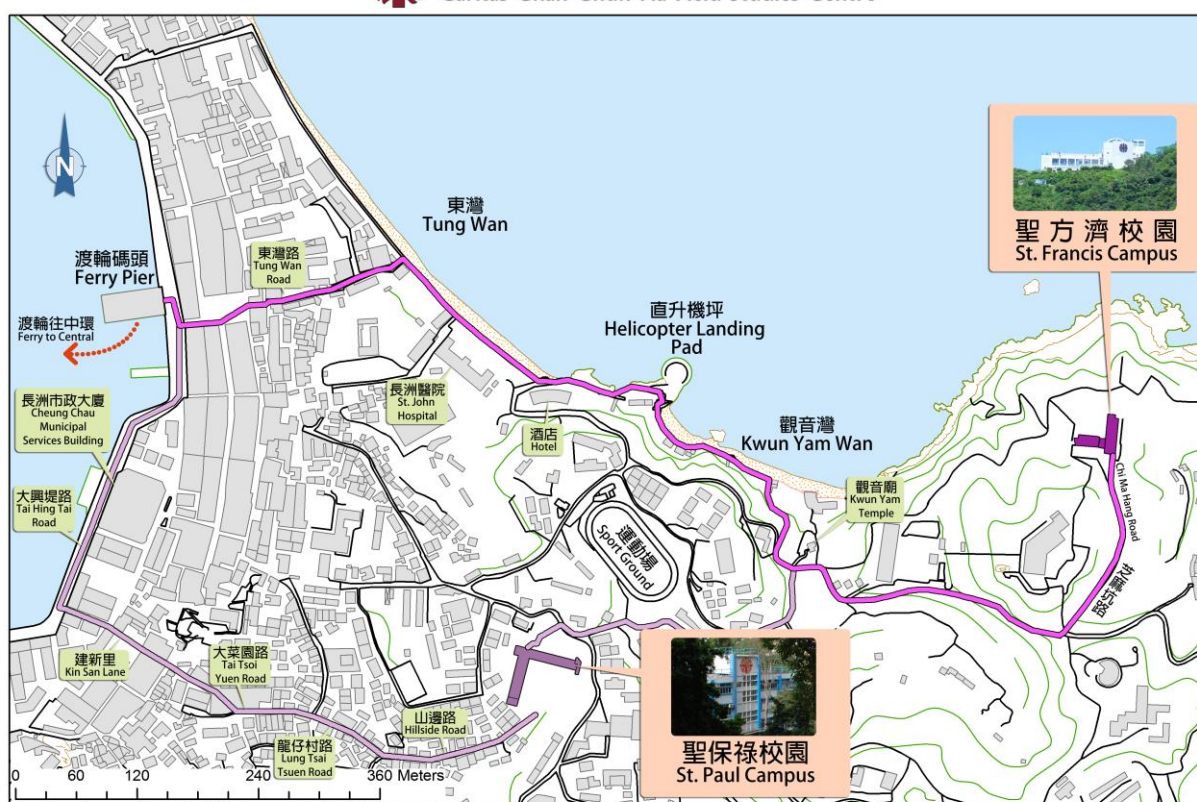 N
東灣
Tung Wan
聖方濟校園
St. Francis Campus
渡輪碼頭
Ferry Pier
東灣路
Tung Wan
Road
直升機坪
Helicopter Landing
Pad
渡輪往中環
Ferry to Central
長洲醫院
St. John
Hospital
長洲市政大廈
Cheung Chau
Municipal
Services Building
酒店
Hotel
觀音灣
Kwun Yam Wan
觀音廟
Kwun Yam
Temple
Chi Ma Hang Road
大興堤路
Tai Hing Tai
Road
運動場
Sport Ground
芝麻坑路
建新里
Kin San Lane
大菜園路
Tai Tsoi
Yuen Road
山邊路
Hillside Road
龍仔村路
Lung Tsai
Tsuen Road
聖保祿校園
St. Paul Campus
0 60 120 240 360 Meters